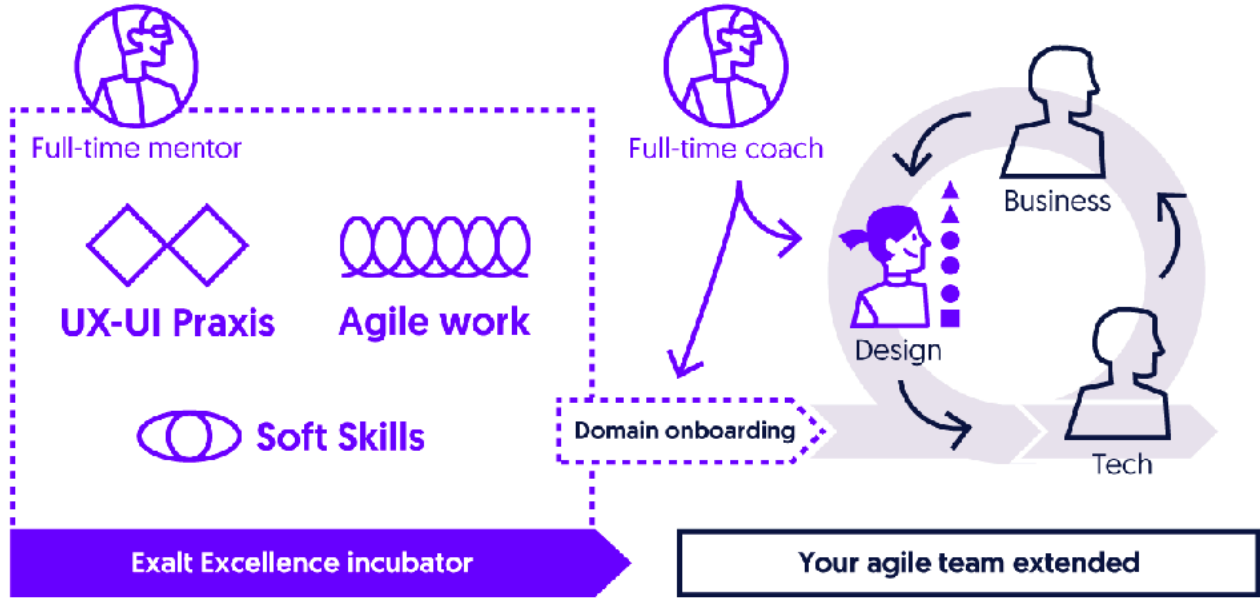 Full-time mentor
UX-UI Praxis
Agile work
Soft Skills
Exalt Excellence incubator
Full-time coach
Domain onboarding
Business
Design
Tech
Your agile team extended